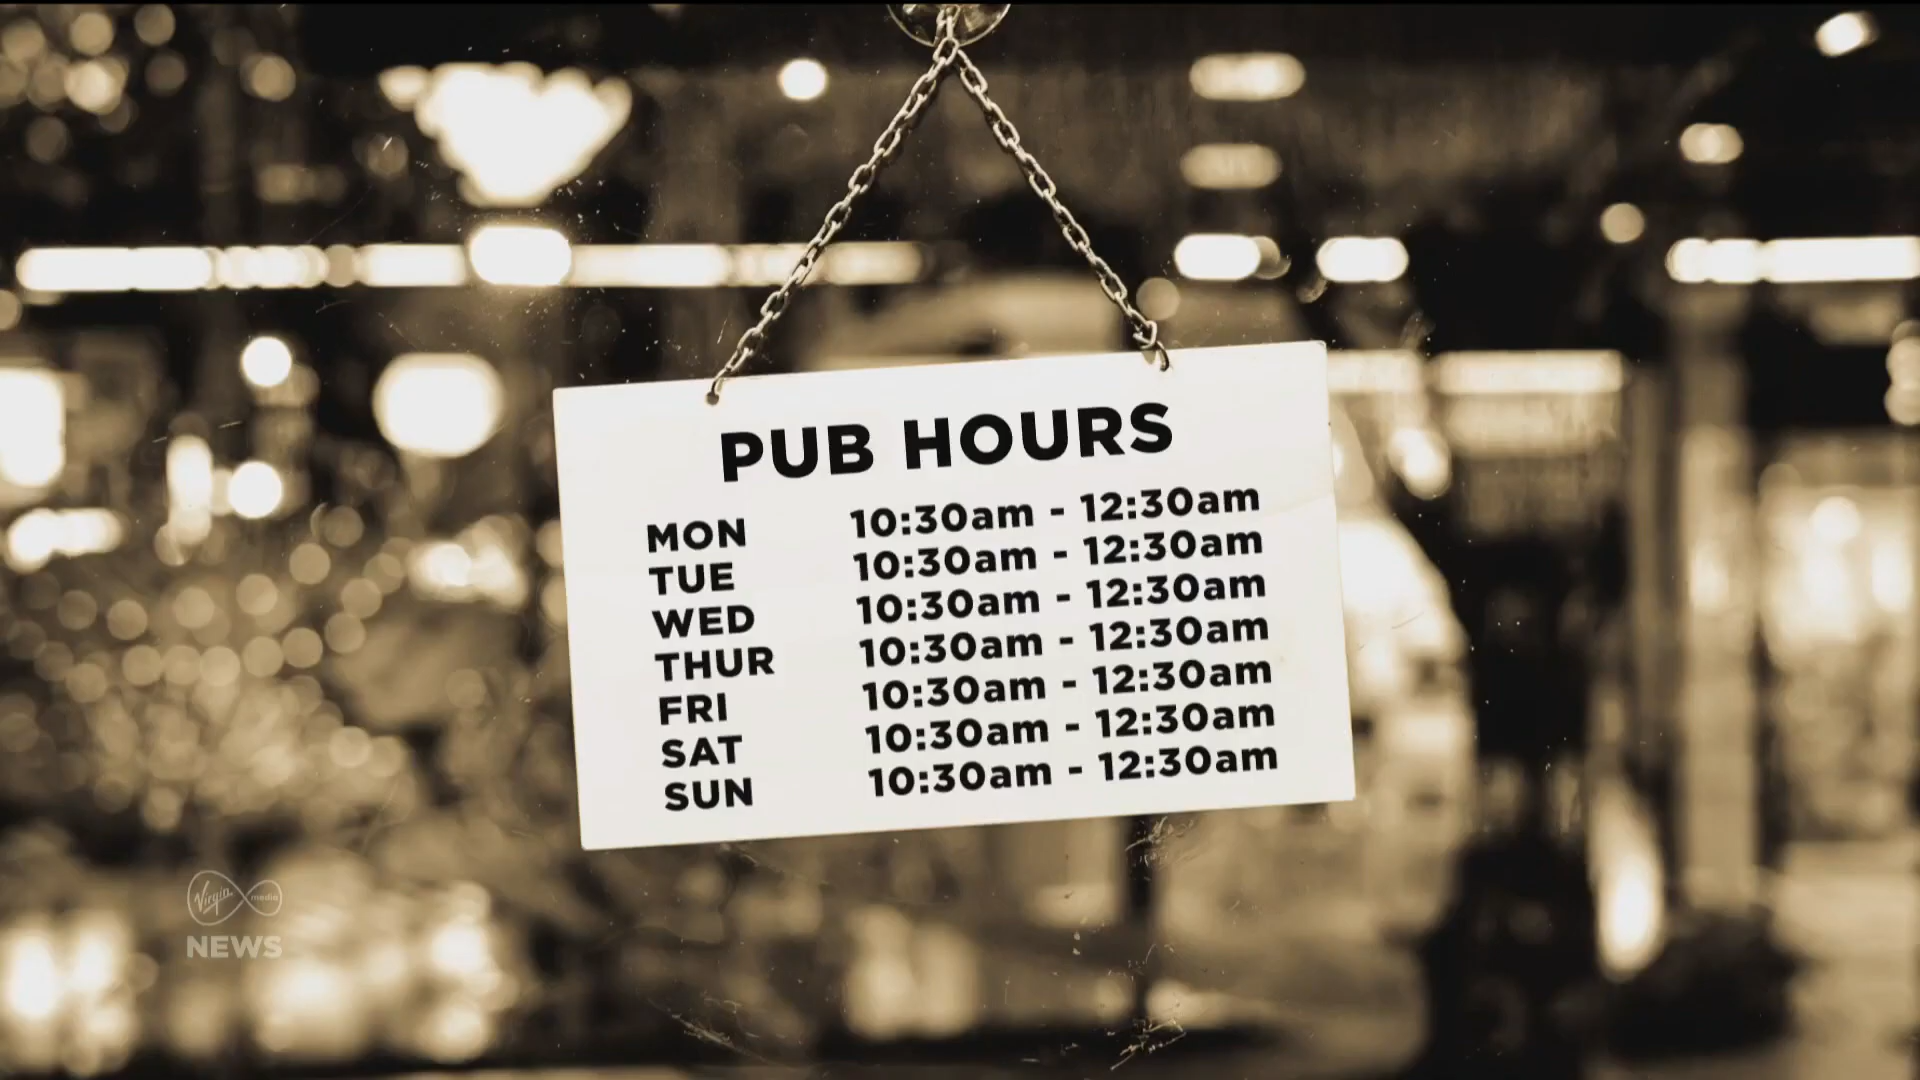 PUB HOURS
MON 10:30am - 12:30am
TUE 10:30am - 12:30am
WED 10:30am - 12:30am
THUR 10:30am - 12:30am
FRI 10:30am - 12:30am
SAT 10:30am - 12:30am
SUN 10:30am - 12:30am
Virgin media
NEWS